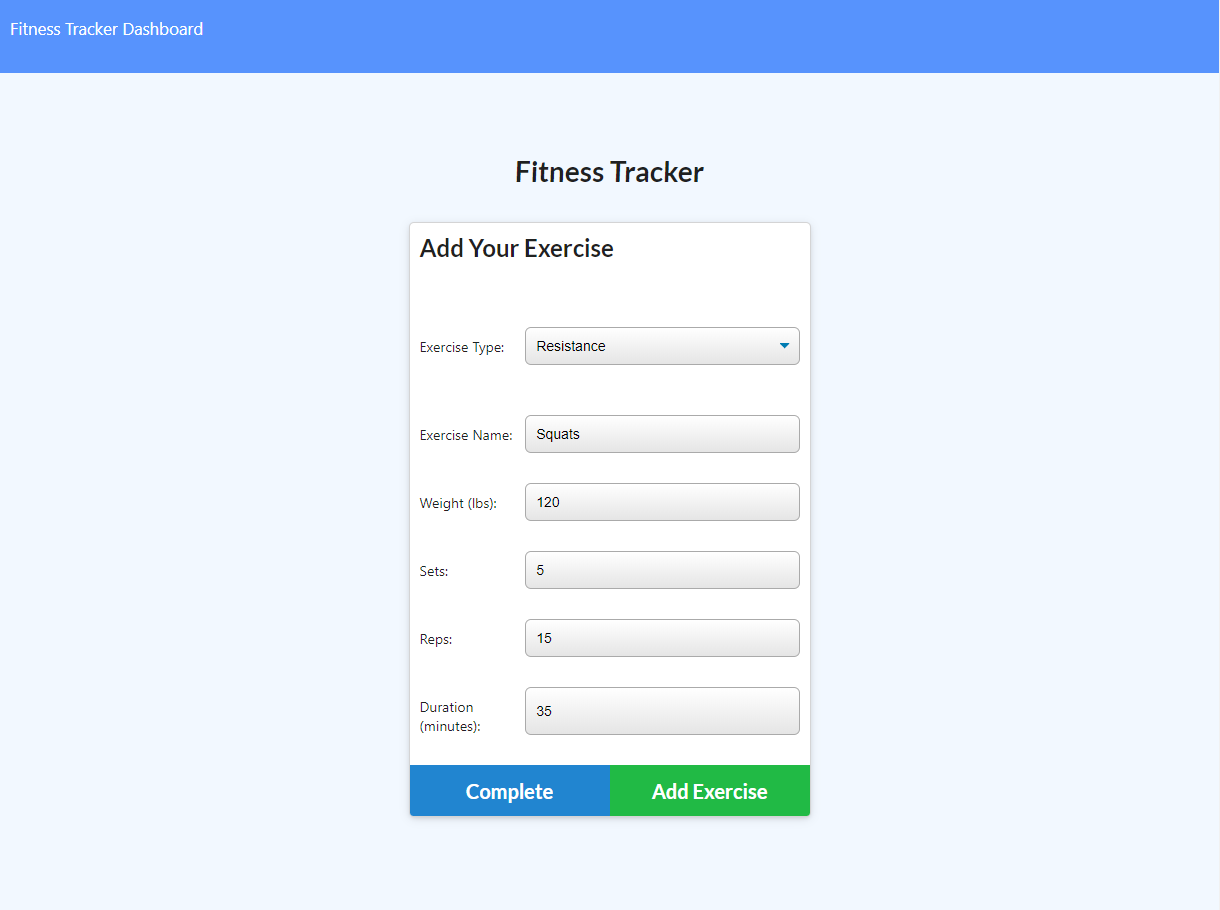 Fitness Tracker Dashboard
Fitness Tracker
Add Your Exercise
Exercise Type: Resistance
Exercise Name: Squats
Weight (lbs): 120
Sets: 5
Reps: 15
Duration
(minutes): 35
Complete Add Exercise